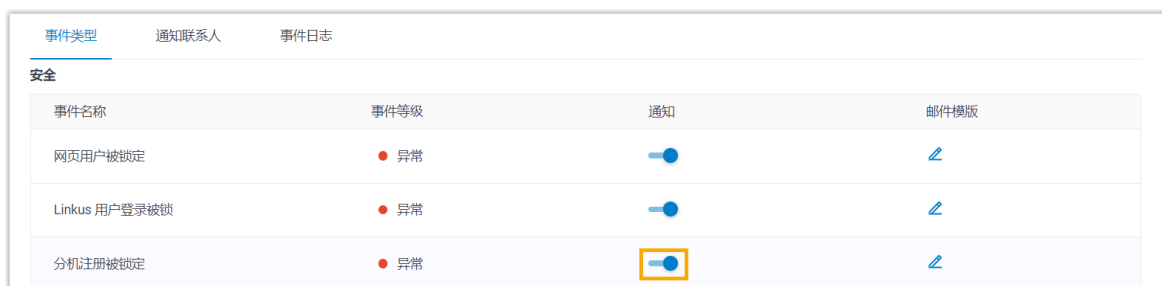 事件类型 通知联系人 事件日志
安全
事件名称 事件等级 通知 邮件模版
网页用户被锁定 异常
Linkus 用户登录被锁 异常
分机注册被锁定 异常